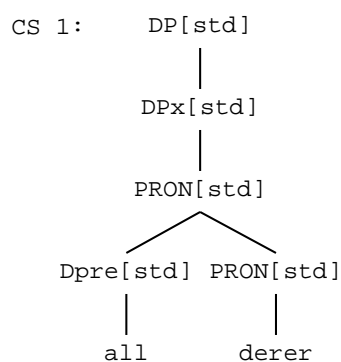 CS 1: DP[std]
DPx[std]
PRON[std]
Dpre[std] PRON[std]
all derer